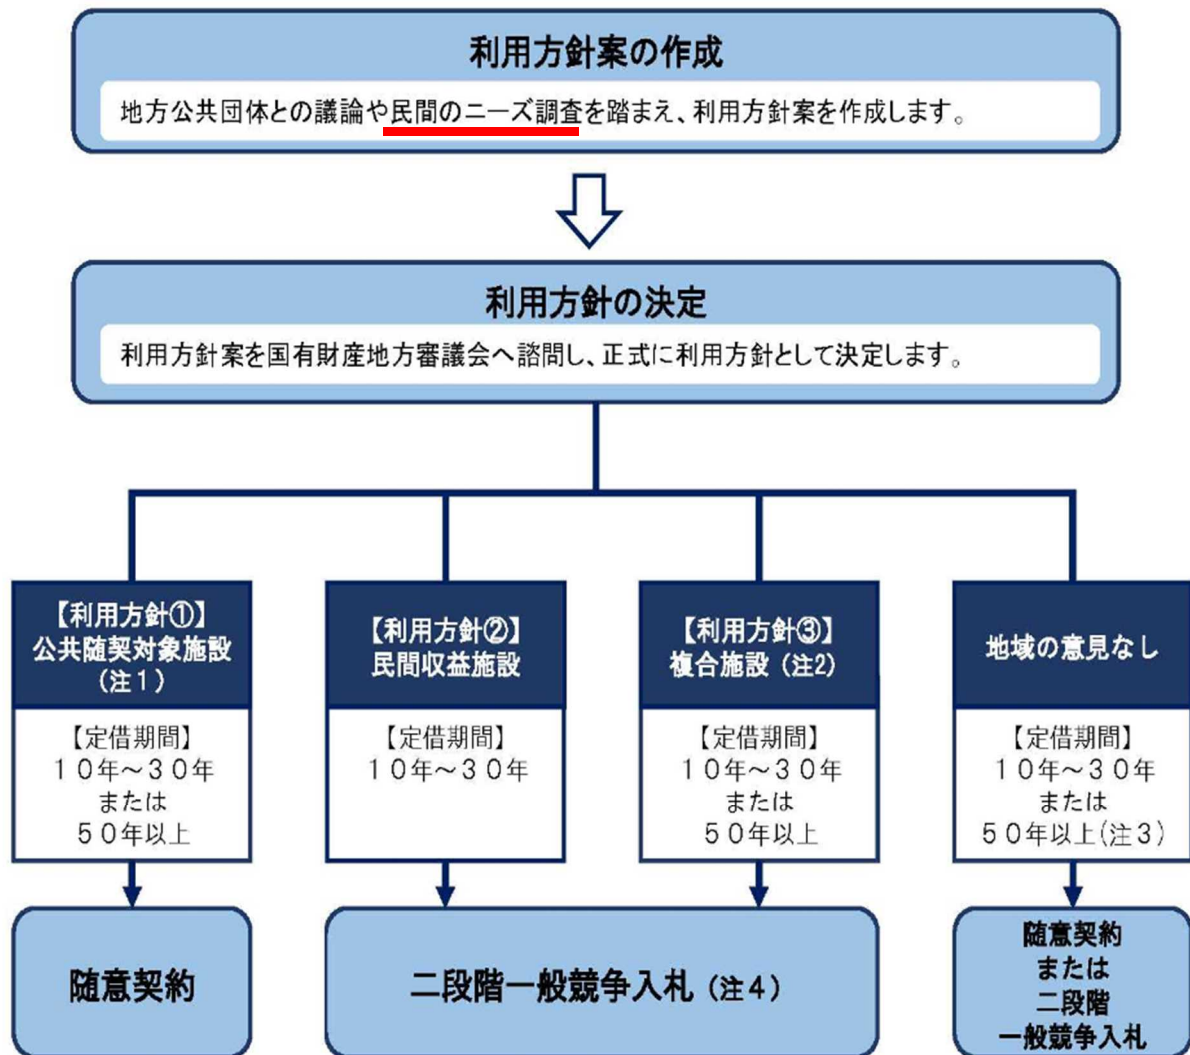 利用方針案の作成
地方公共団体との議論や民間のニーズ調査を踏まえ、利用方針案を作成します。
利用方針の決定
利用方針案を国有財産地方審議会へ諮問し、正式に利用方針として決定します。
【利用方針①】
公共随契対象施設
(注１)
【定借期間】
１０年～３０年
または
５０年以上
随意契約
【利用方針②】
民間収益施設
【定借期間】
１０年～３０年
【利用方針③】
複合施設（注2）
【定借期間】
１０年～３０年
または
５０年以上
二段階一般競争入札（注４）
地域の意見なし
【定借期間】
１０年～３０年
または
５０年以上(注３)
随意契約
または
二段階
一般競争入札